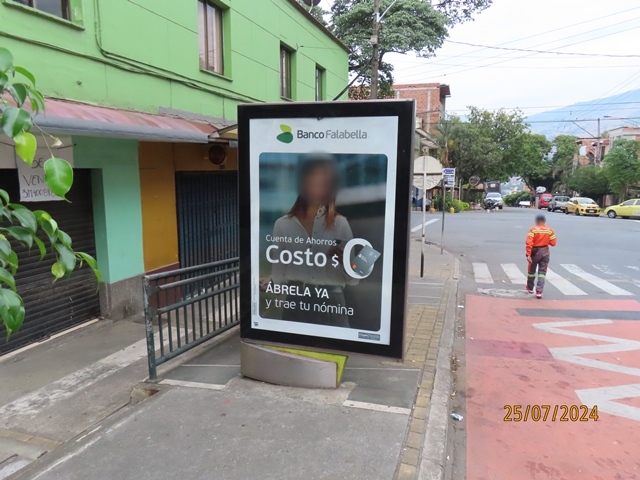 Banco Falabella
Cuenta de Ahorros
Costo $0
ÁBRELA YA
y trae tu nómina
25/07/2024